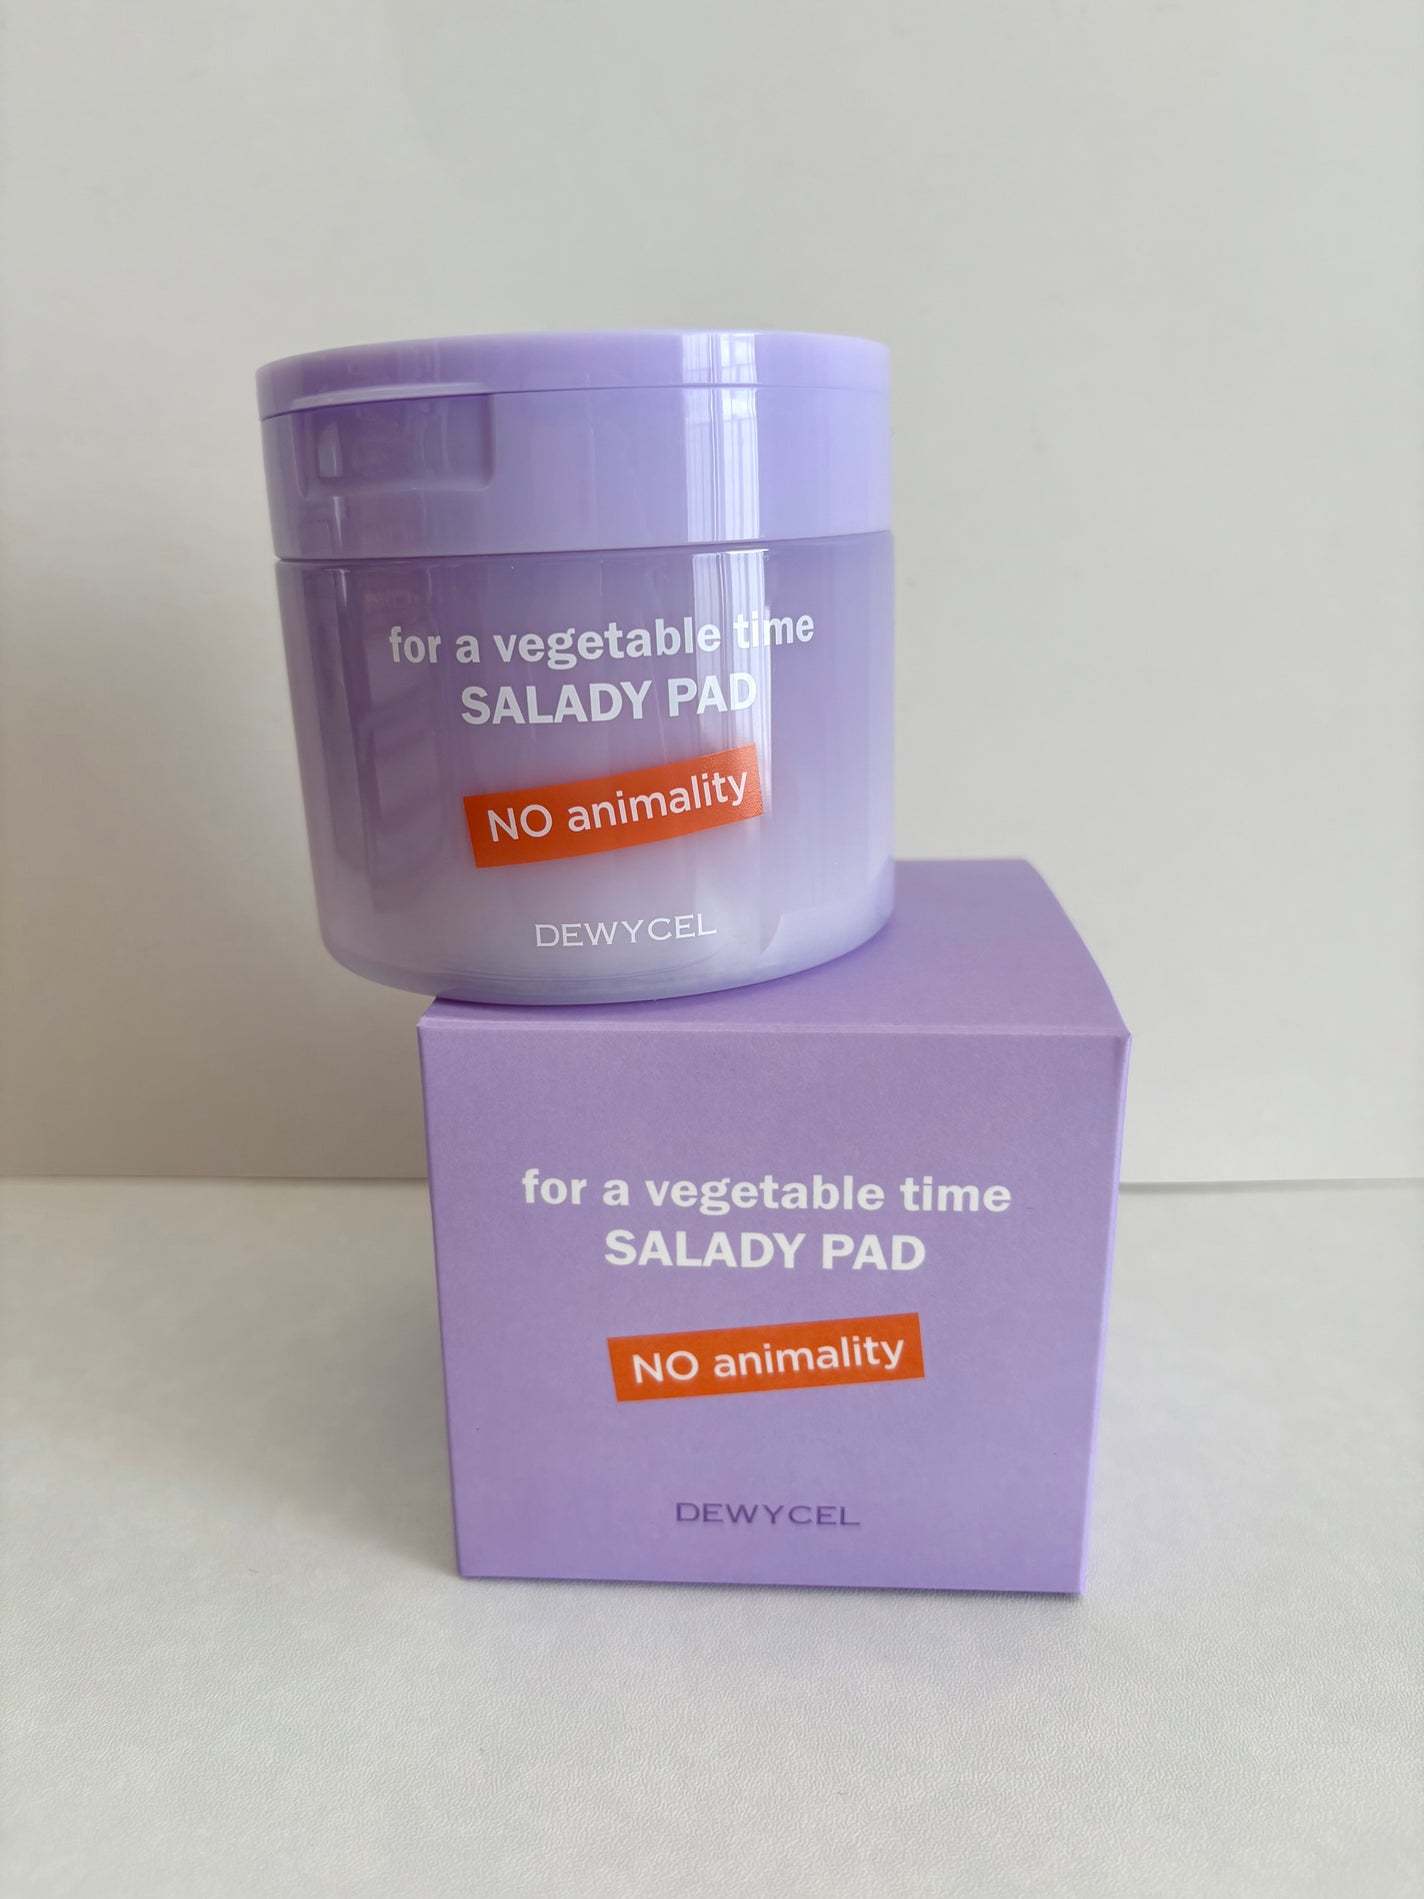 for a vegetable time
SALADY PAD
NO animality
DEWYCEL
for a vegetable time
SALADY PAD
NO animality
DEWYCEL